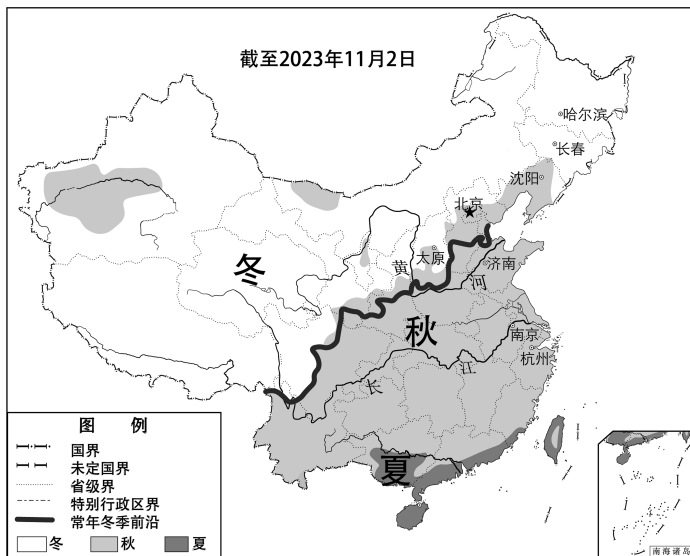 截至2023年11月2日
哈尔滨
长春
沈阳
北京
太原
黄
济南
河
冬
秋
南京
杭州
江
长
夏
图 例
国界
未定国界
省级界
特别行政区界
常年冬季前沿
冬 秋 夏
南海诸岛